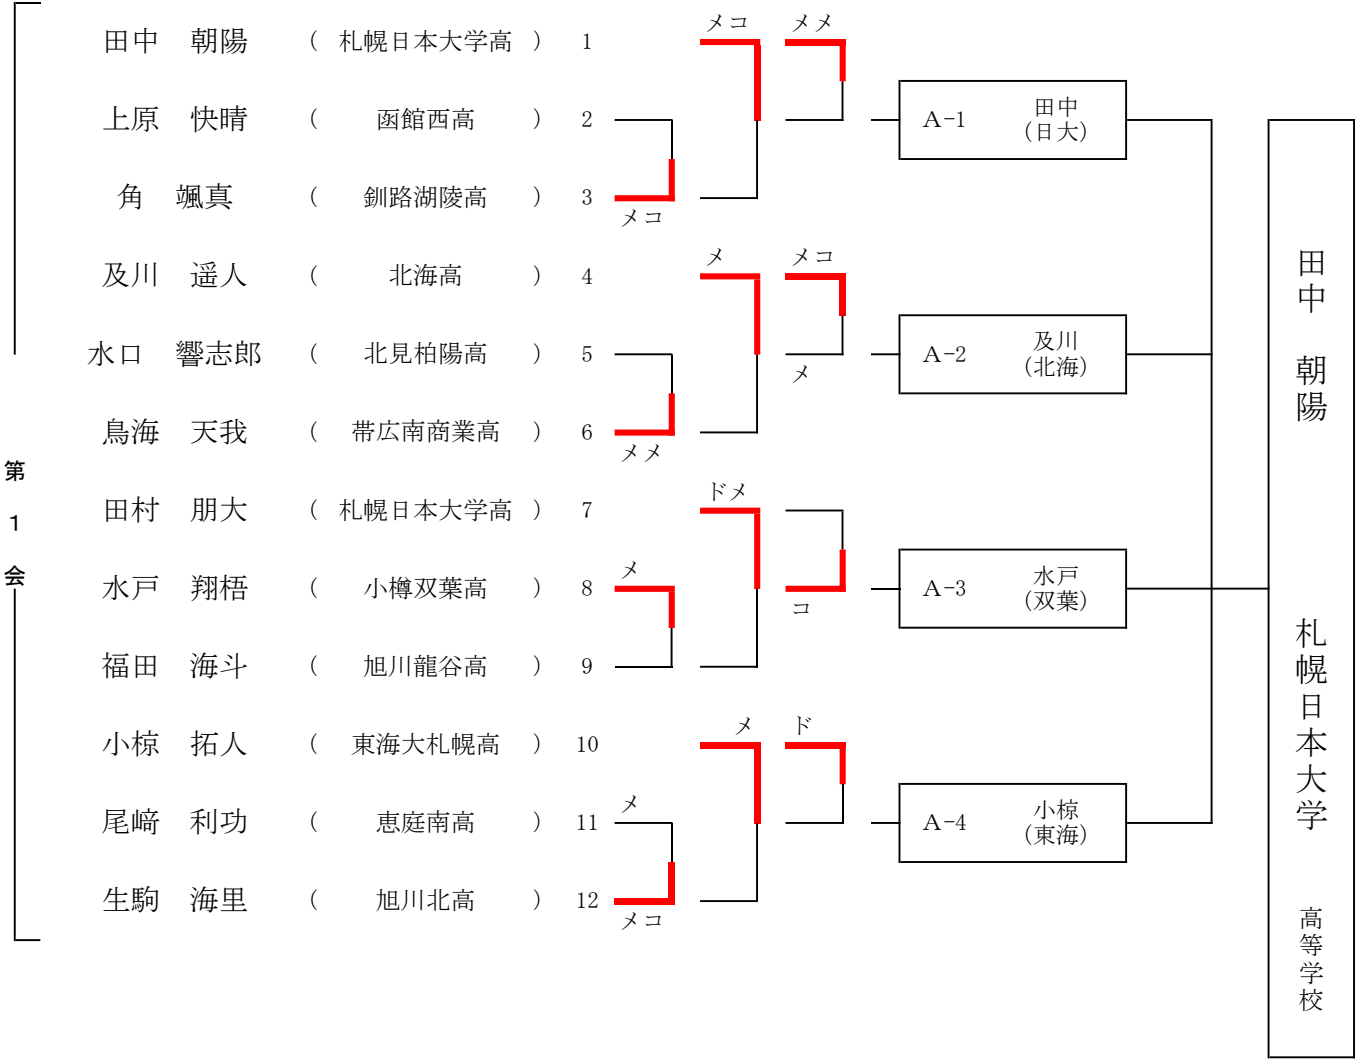 第1会
田中 朝陽 ( 札幌日本大学高 ) 1
上原 快晴 ( 函館西高 ) 2
角 颯真 ( 釧路湖陵高 ) 3
及川 遥人 ( 北海高 ) 4
水口 響志郎 ( 北見柏陽高 ) 5
鳥海 天我 ( 帯広南商業高 ) 6
田村 朋大 ( 札幌日本大学高 ) 7
水戸 翔梧 ( 小樽双葉高 ) 8
福田 海斗 ( 旭川龍谷高 ) 9
小椋 拓人 ( 東海大札幌高 ) 10
尾﨑 利功 ( 恵庭南高 ) 11
生駒 海里 ( 旭川北高 ) 12
メコ
メメ
メ
メ
メコ
メコ
メ
ドメ
メ
メコ
メメ
メコ
メ
コ
ド
A-1 田中
(日大)
A-2 及川
(北海)
A-3 水戸
(双葉)
A-4 小椋
(東海)
田中 朝陽 札幌日本大学 高等学校